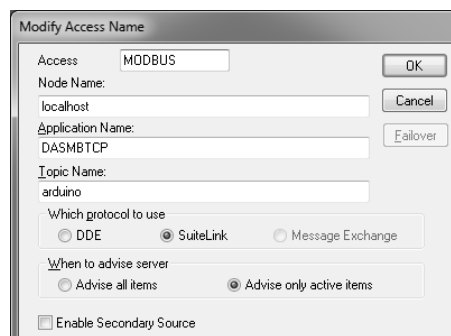 Modify Access Name
Access MODBUS OK
Node Name:
localhost Cancel
Application Name: Failover
DASMBTCP
Topic Name:
arduino
Which protocol to use
DDE SuiteLink Message Exchange
When to advise server
Advise all items Advise only active items
Enable Secondary Source